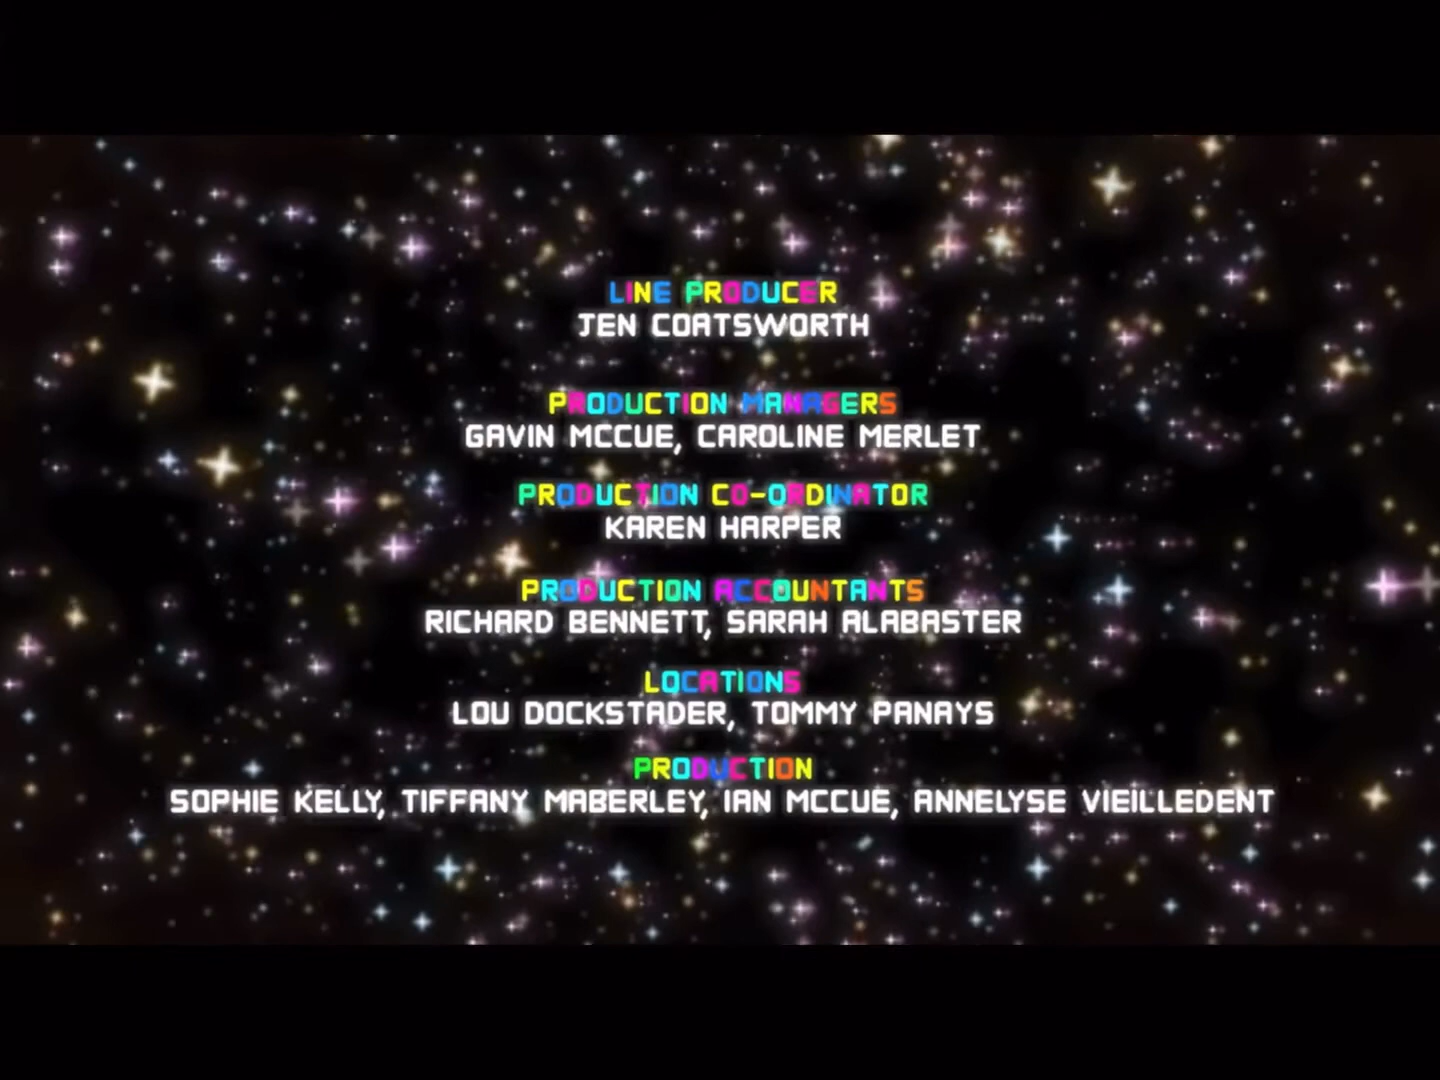 LINE PRODUCER
JEN COATSWORTH
PRODUCTION MANAGERS
GAVIN MCCUE, CAROLINE MERLET
PRODUCTION CO-ORDINATOR
KAREN HARPER
PRODUCTION ACCOUNTANTS
RICHARD BENNETT, SARAH ALABASTER
LOCATIONS
LOU DOCKSTADER, TOMMY PANAYS
PRODUCTION
SOPHIE KELLY, TIFFANY MABERLEY, IAN MCCUE, ANNELYSE VIEILLEDENT